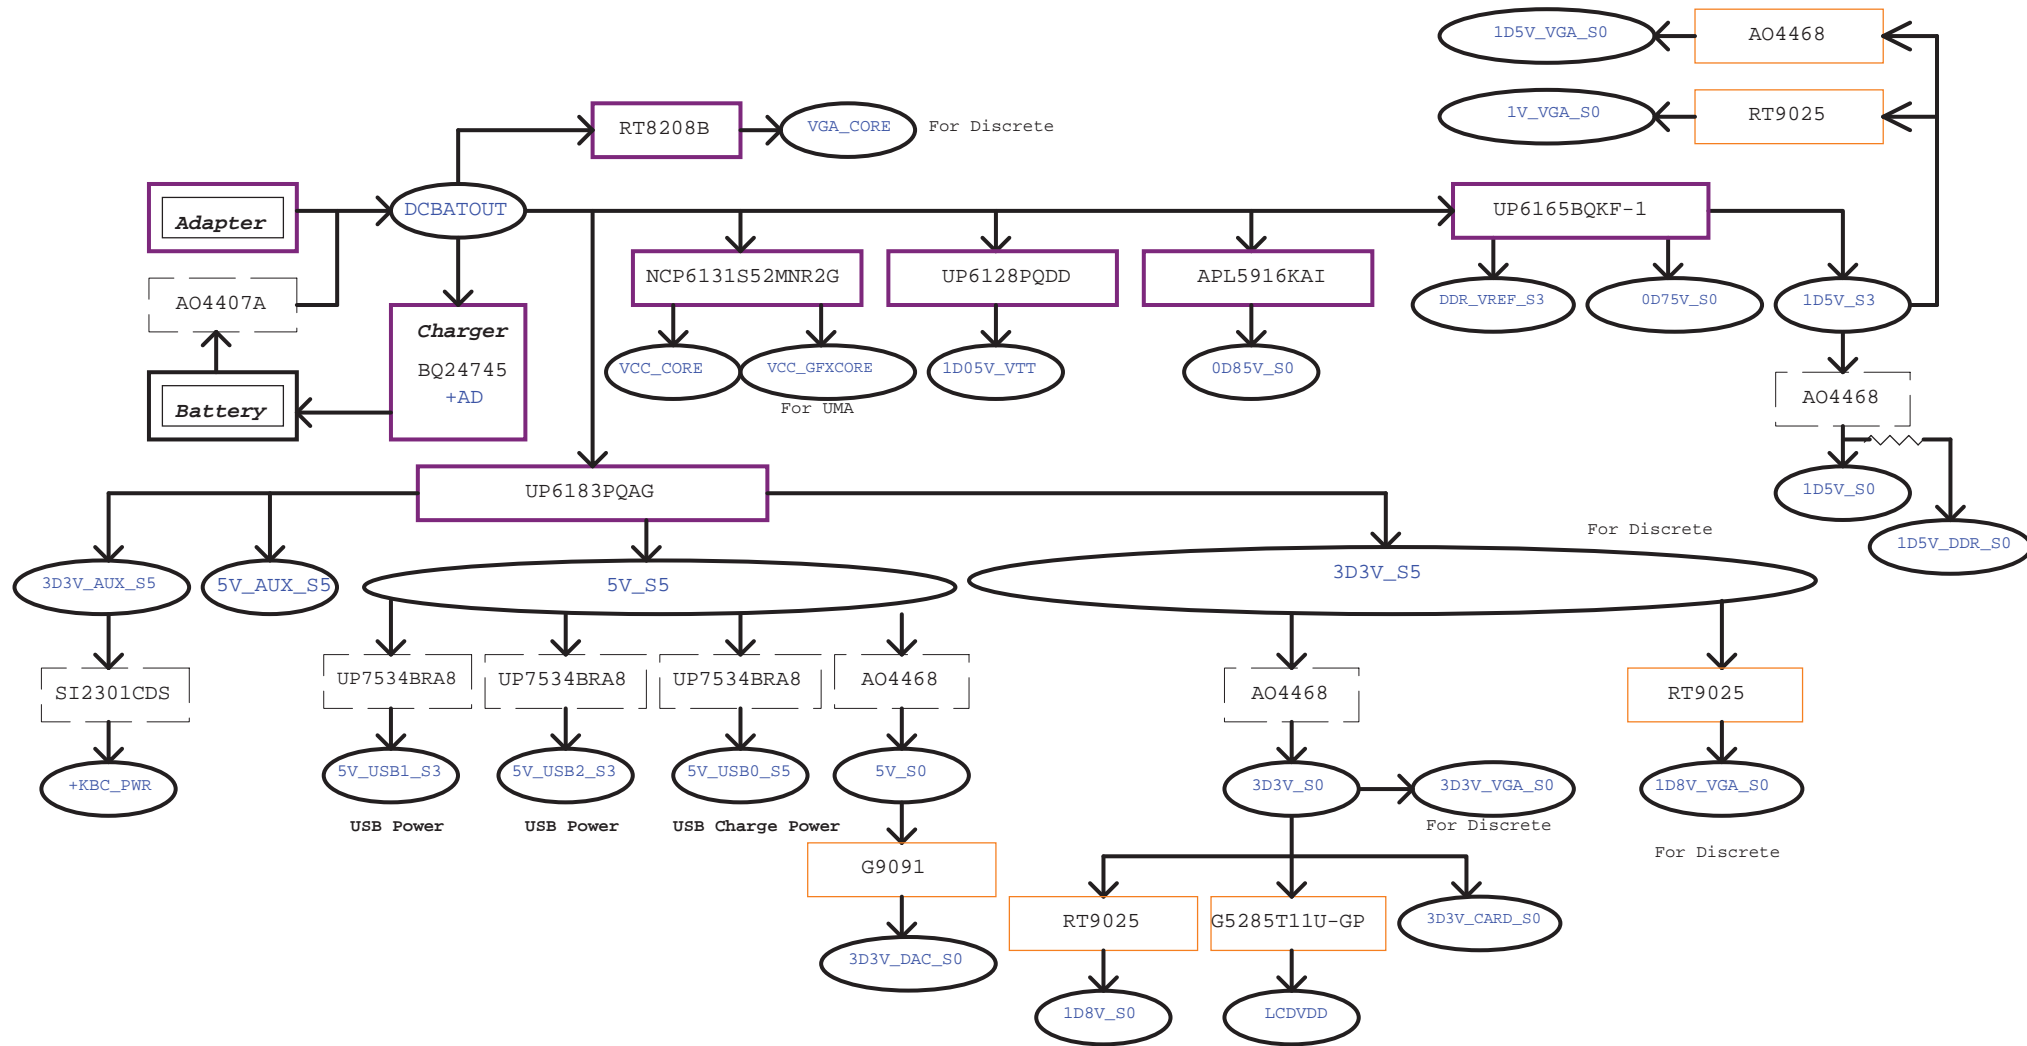 1D5V_VGA_S0
AO4468
RT8208B
VGA_CORE
For Discrete
1V_VGA_S0
RT9025
Adapter
DCBATOUT
UP6165BQKF-1
AO4407A
NCP6131S52MNR2G
UP6128PQDD
APL5916KAI
DDR_VREF_S3
0D75V_S0
1D5V_S3
Charger
BQ24745
+AD
VCC_CORE
VCC_GFXCORE
1D05V_VTT
0D85V_S0
For UMA
Battery
AO4468
UP6183PQAG
1D5V_S0
For Discrete
1D5V_DDR_S0
3D3V_AUX_S5
5V_AUX_S5
5V_S5
3D3V_S5
SI2301CDS
UP7534BRA8
UP7534BRA8
UP7534BRA8
AO4468
AO4468
RT9025
+KBC_PWR
5V_USB1_S3
5V_USB2_S3
5V_USB0_S5
5V_S0
3D3V_S0
3D3V_VGA_S0
1D8V_VGA_S0
USB Power
USB Power
USB Charge Power
For Discrete
For Discrete
G9091
RT9025
G5285T11U-GP
3D3V_CARD_S0
3D3V_DAC_S0
1D8V_S0
LCDVDD